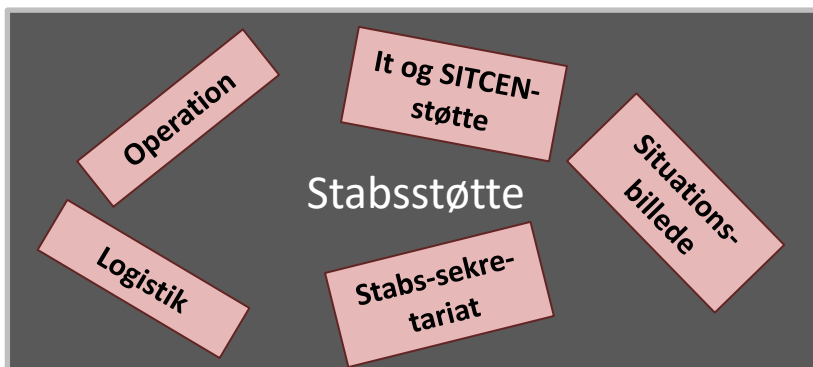 Operation
It og SITCEN-
støtte
Situations-
billede
Stabsstøtte
Logistik
Stabs-sekre-
tariat